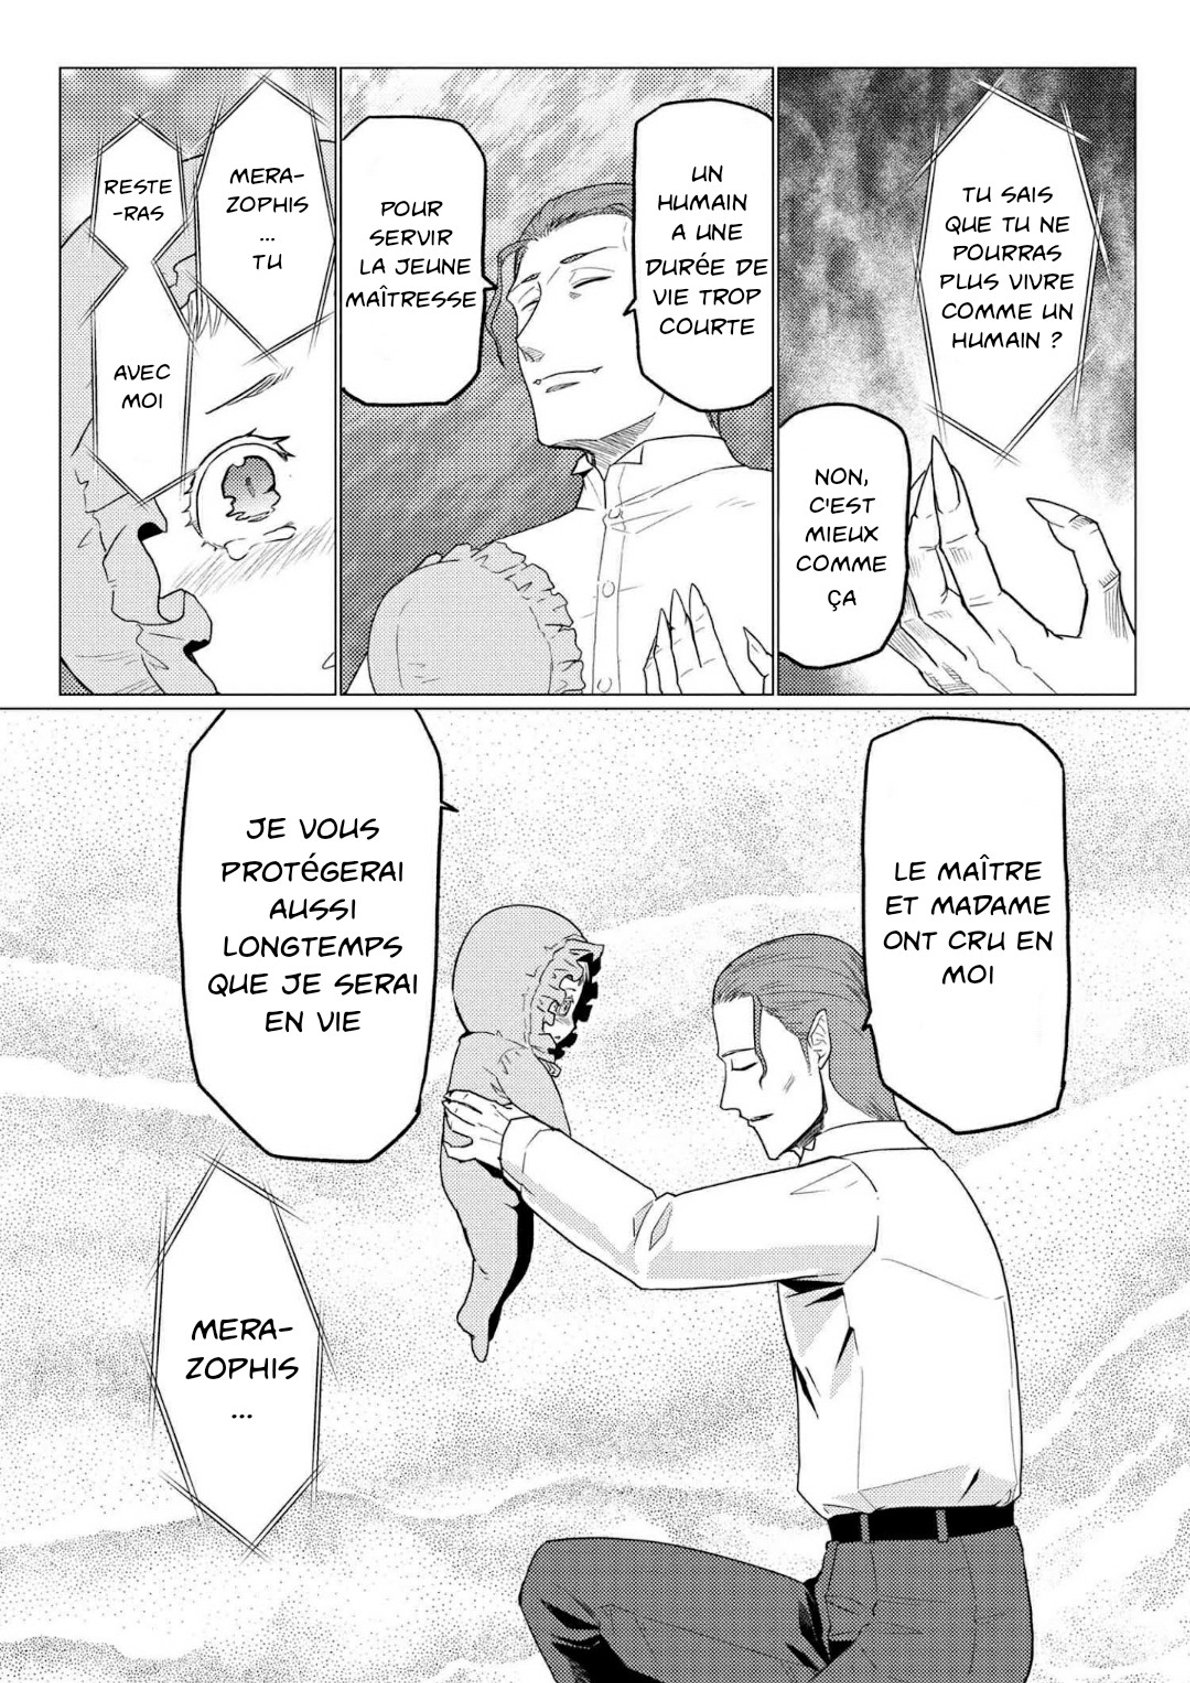 TU SAIS
QUE TU NE
POURRAS
PLUS VIVRE
COMME UN
HUMAIN ?
NON,
C'EST
MIEUX
COMME
ÇA
UN
HUMAIN
A UNE
DURÉE DE
VIE TROP
COURTE
POUR
SERVIR
LA JEUNE
MAÎTRESSE
MERA-
ZOPHIS
...
TU
RESTE
-RAS
AVEC
MOI
LE MAÎTRE
ET MADAME
ONT CRU EN
MOI
JE VOUS
PROTÉGERAI
AUSSI
LONGTEMPS
QUE JE SERAI
EN VIE
MERA-
ZOPHIS
...